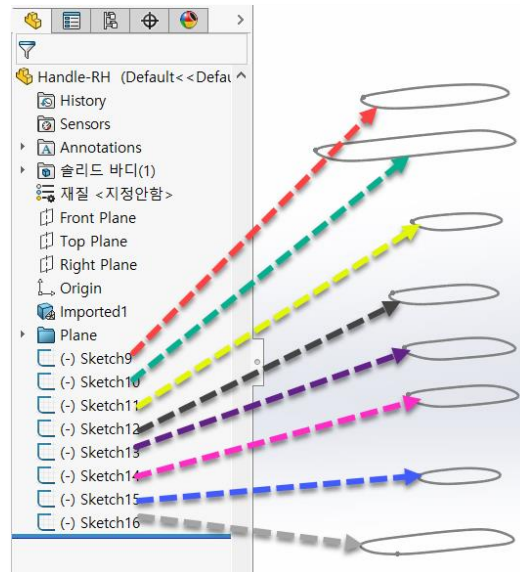 Handle-RH (Default<<Defau
History
Sensors
Annotations
솔리드 바디(1)
재질 <지정안함>
Front Plane
Top Plane
Right Plane
Origin
Imported1
Plane
(-) Sketch9
(-) Sketch10
(-) Sketch11
(-) Sketch12
(-) Sketch13
(-) Sketch14
(-) Sketch15
(-) Sketch16